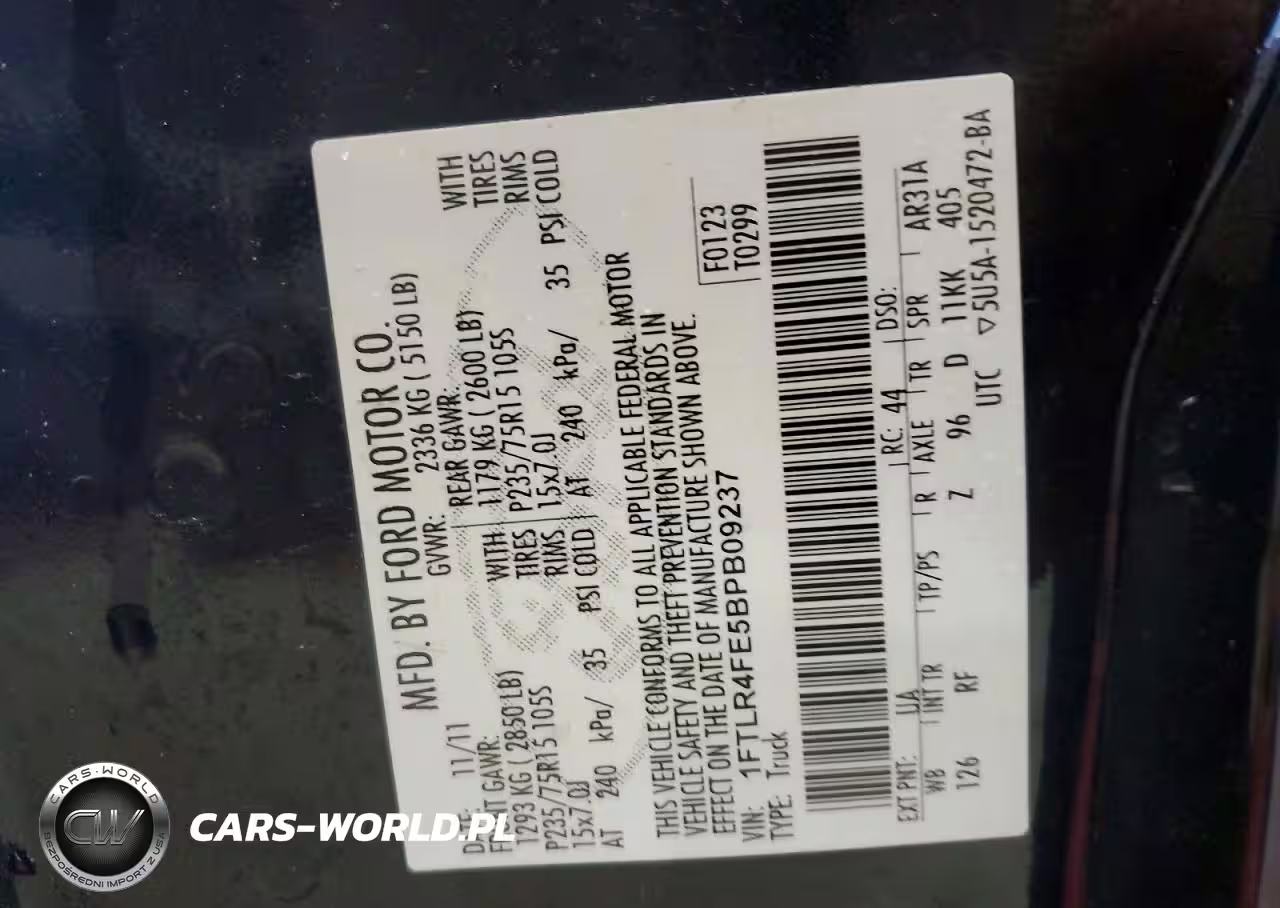 MFD. BY FORD MOTOR CO.
11/11 GVWR: 2336 KG ( 5150 LB)
GAWR: REAR GAWR:
1293 KG ( 2850 LB) WITH 1179 KG ( 2600 LB) WITH
P235/75R15 105S TIRES P235/75R15 105S TIRES
15x7.0J RIMS 15x7.0J RIMS
AT 240 kPa/ 35 PSI COLD AT 240 kPa/ 35 PSI COLD
THIS VEHICLE CONFORMS TO ALL APPLICABLE FEDERAL MOTOR
VEHICLE SAFETY AND THEFT PREVENTION STANDARDS IN
EFFECT ON THE DATE OF MANUFACTURE SHOWN ABOVE.
VIN: 1FTLR4FE5BPB09237
TYPE: Truck
F0123
T0299
EXT PNT: UA RC: 44 DSO:
WB INT TR TP/PS R AXLE TR SPR AR31A
126 RF Z 96 D 11KK 405
UTC ▽5U5A-1520472-BA
CARS-WORLD
CW
BEZPOŚREDNI IMPORT Z USA
CARS-WORLD.PL